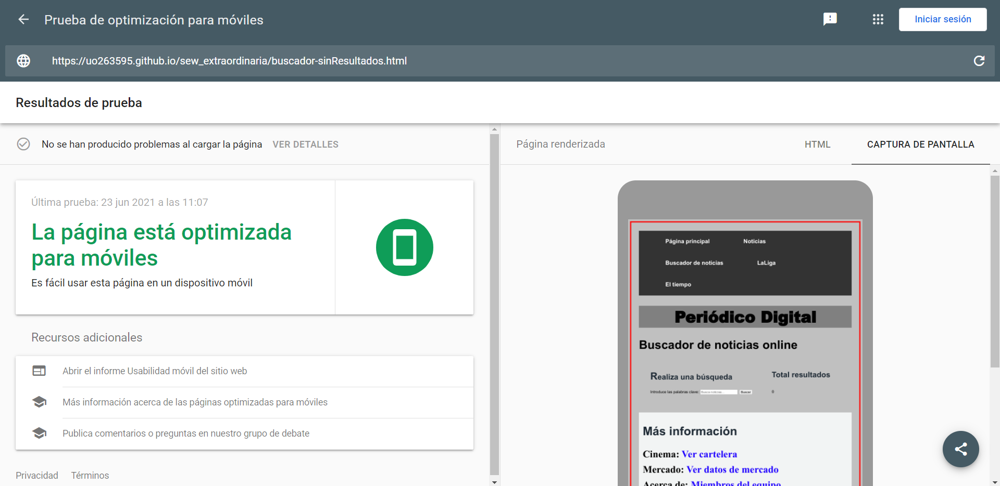 Prueba de optimización para móviles
Iniciar sesión
https://uo263595.github.io/sew_extraordinaria/buscador-sinResultados.html
Resultados de prueba
No se han producido problemas al cargar la página VER DETALLES
Página renderizada HTML CAPTURA DE PANTALLA
Última prueba: 23 jun 2021 a las 11:07
La página está optimizada
para móviles
Es fácil usar esta página en un dispositivo móvil
Recursos adicionales
Abrir el informe Usabilidad móvil del sitio web
Más información acerca de las páginas optimizadas para móviles
Publica comentarios o preguntas en nuestro grupo de debate
Privacidad Términos
Página principal Noticias
Buscador de noticias LaLiga
El tiempo
Periódico Digital
Buscador de noticias online
Realiza una búsqueda
Total resultados
Introduce las palabras clave: Busca noticias... Buscar
0
Más información
Cinema: Ver cartelera
Mercado: Ver datos de mercado
Acerca de: Miembros del equipo